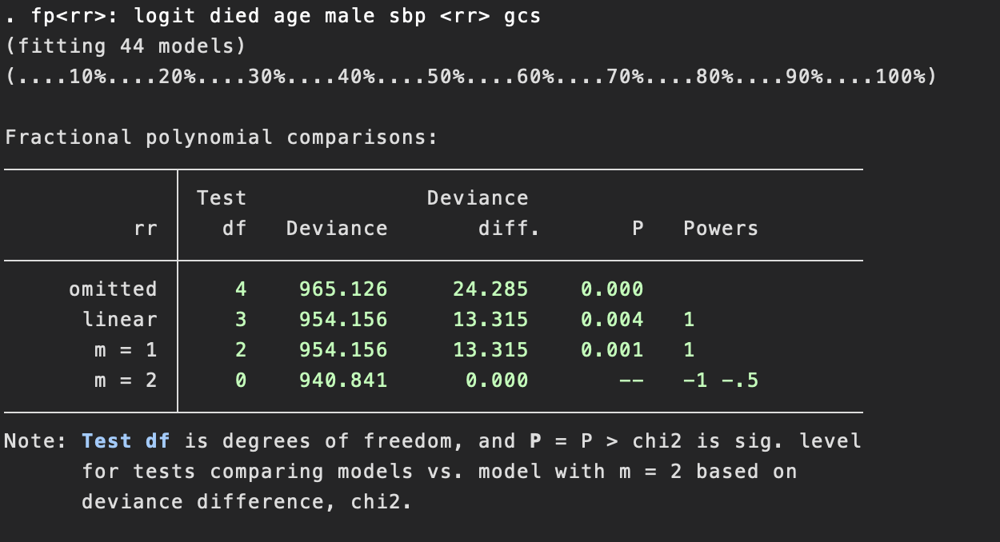 . fp<rr>: logit died age male sbp <rr> gcs
(fitting 44 models)
(....10%....20%....30%....40%....50%....60%....70%....80%....90%....100%)
Fractional polynomial comparisons:
Test Deviance
rr df Deviance diff. P Powers
omitted 4 965.126 24.285 0.000
linear 3 954.156 13.315 0.004 1
m = 1 2 954.156 13.315 0.001 1
m = 2 0 940.841 0.000 -- -1 -.5
Note: Test df is degrees of freedom, and P = P > chi2 is sig. level
for tests comparing models vs. model with m = 2 based on
deviance difference, chi2.